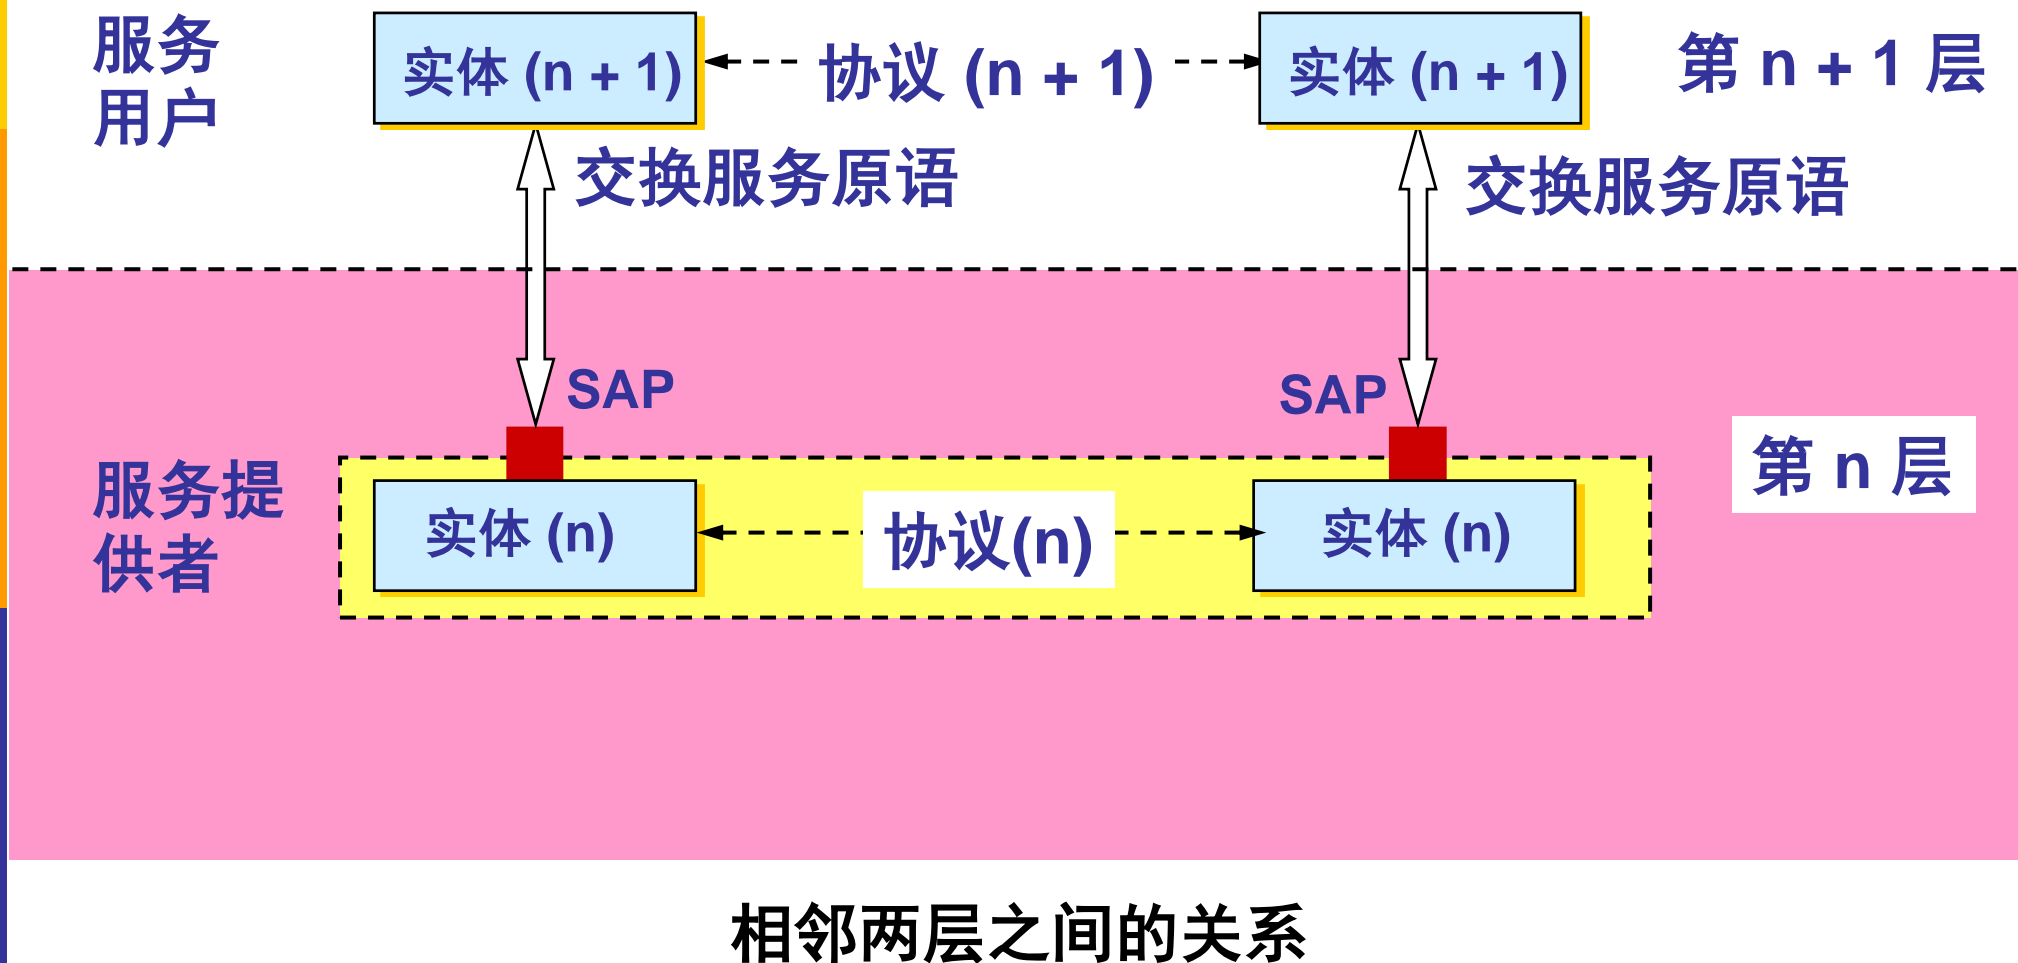 服务
用户
实体 (n + 1)
协议 (n + 1)
实体 (n + 1)
第 n + 1 层
交换服务原语
交换服务原语
SAP
SAP
服务提
供者
实体 (n)
协议(n)
实体 (n)
第 n 层
相邻两层之间的关系